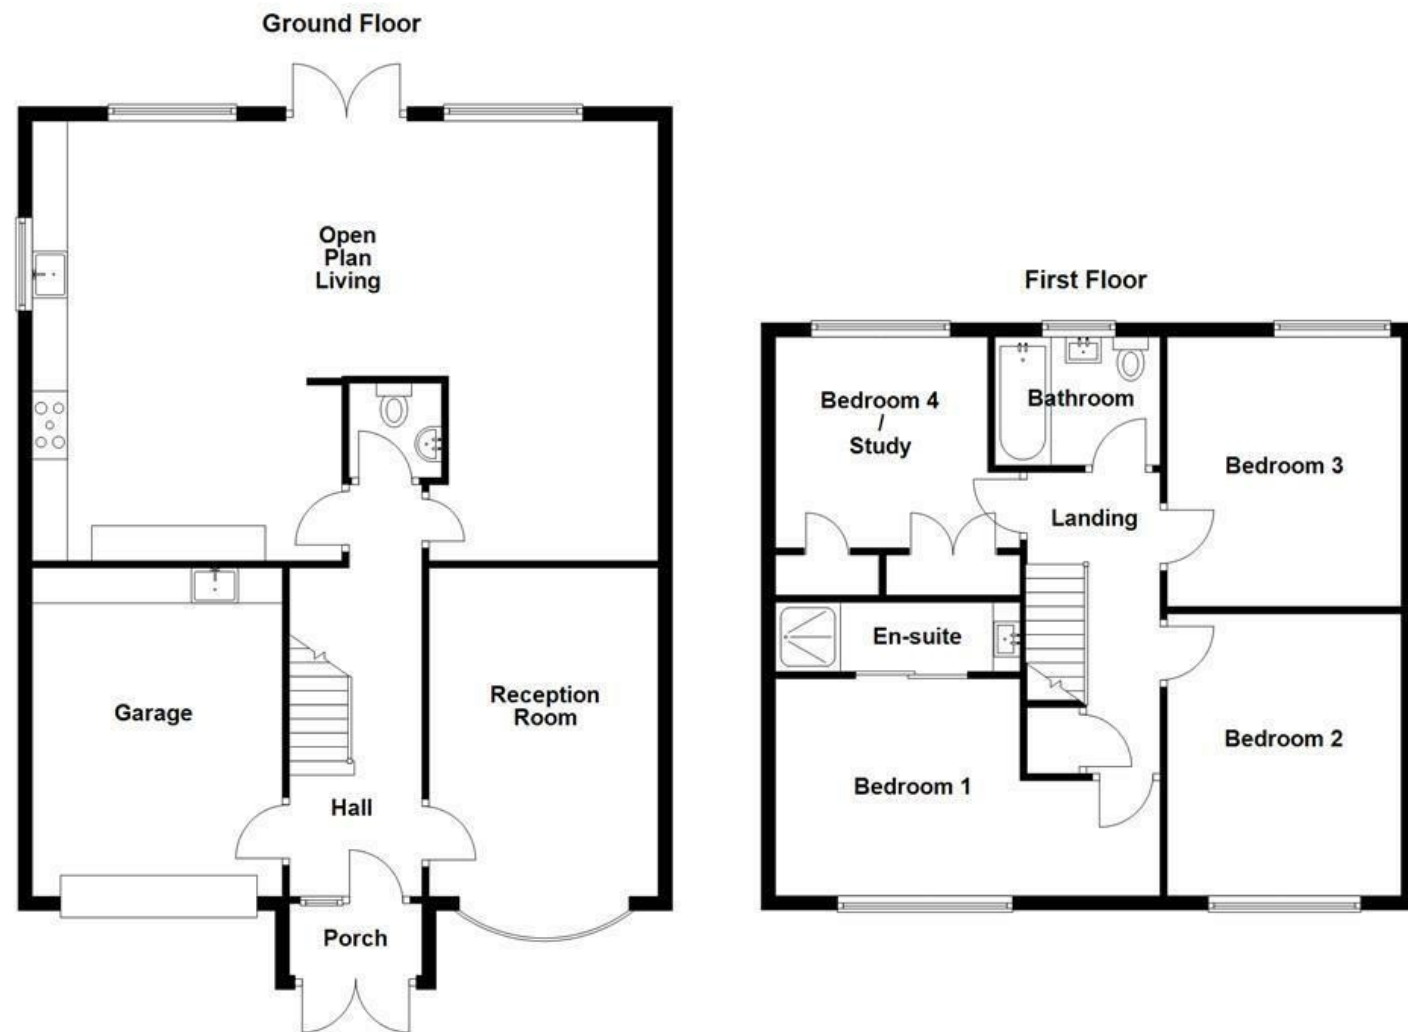 Ground Floor
Open
Plan
Living
Garage
Reception
Room
Hall
Porch
First Floor
Bedroom 4
/
Study
Bathroom
Bedroom 3
Landing
En-suite
Bedroom 2
Bedroom 1